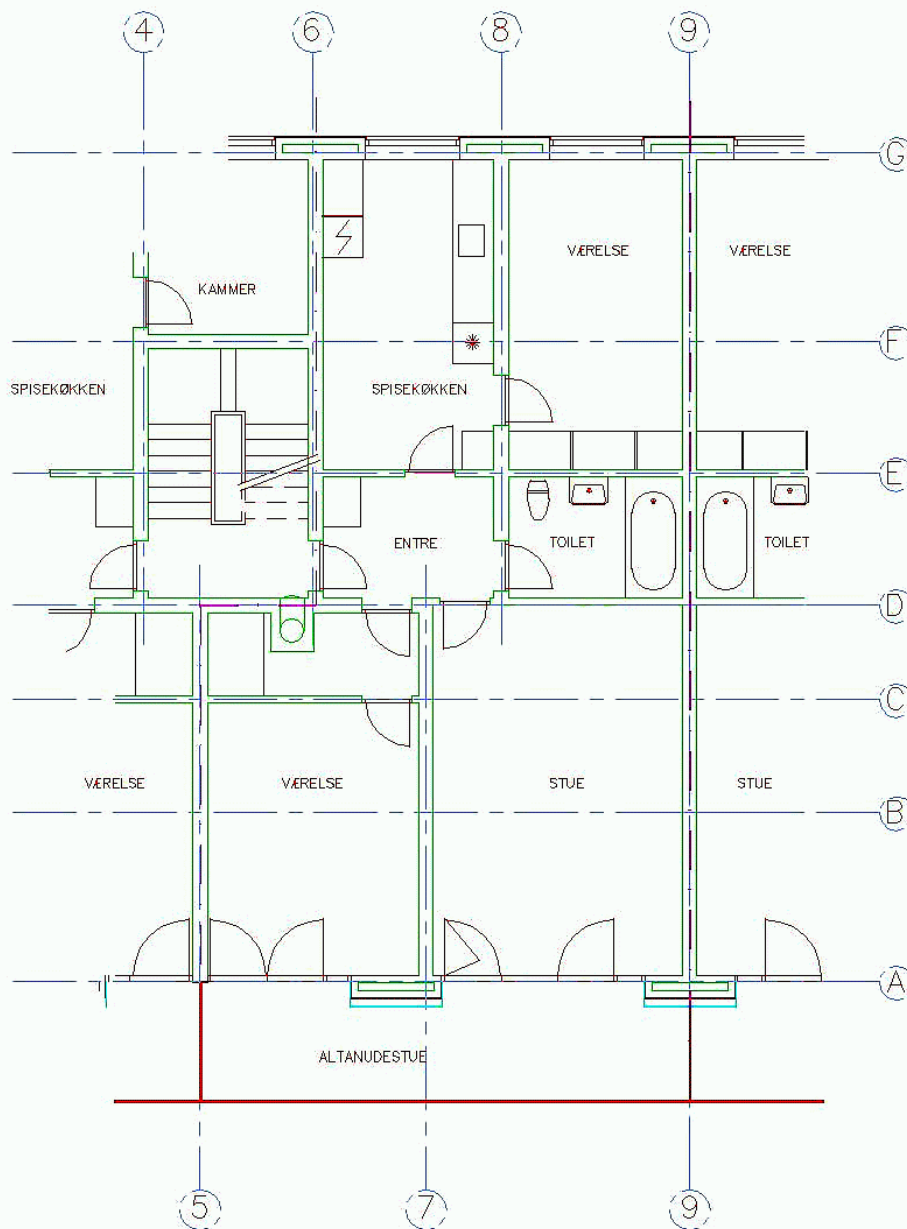 4 6 8 9
G
VÆRELSE VÆRELSE
KAMMER
F
SPISEKØKKEN SPISEKØKKEN
E
ENTRE TOILET TOILET
D
C
VÆRELSE VÆRELSE STUE STUE
B
A
ALTANUDESTUE
5 7 9